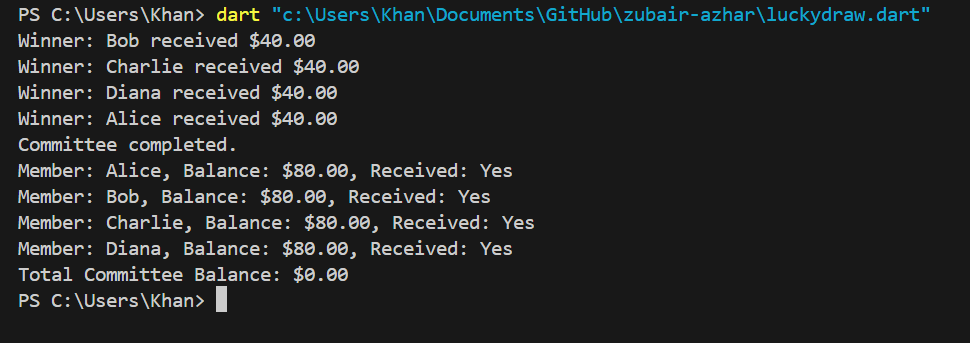 PS C:\Users\Khan> dart "c:\Users\Khan\Documents\GitHub\zubair-azhar\luckydraw.dart"
Winner: Bob received $40.00
Winner: Charlie received $40.00
Winner: Diana received $40.00
Winner: Alice received $40.00
Committee completed.
Member: Alice, Balance: $80.00, Received: Yes
Member: Bob, Balance: $80.00, Received: Yes
Member: Charlie, Balance: $80.00, Received: Yes
Member: Diana, Balance: $80.00, Received: Yes
Total Committee Balance: $0.00
PS C:\Users\Khan>